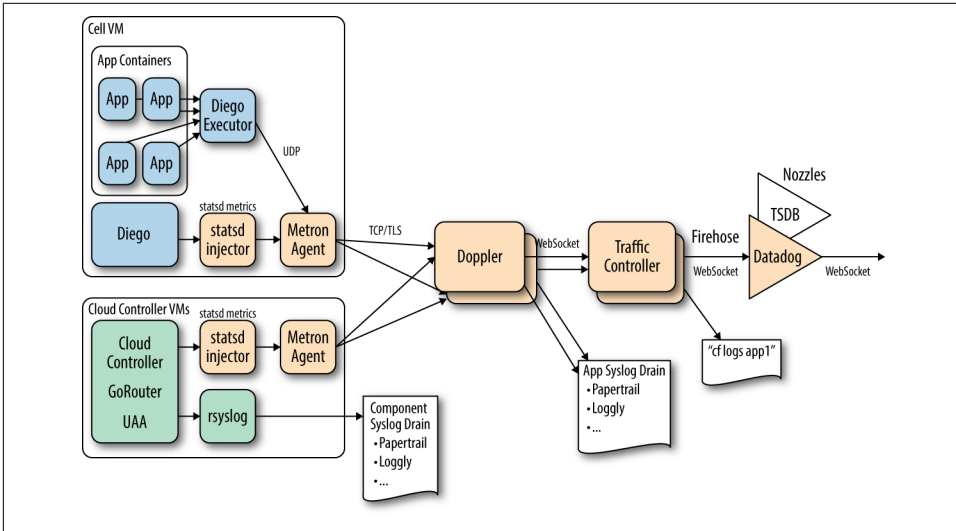 Cell VM
App Containers
App
App
App
App
Diego
Executor
UDP
Diego
statsd metrics
statsd
injector
Metron
Agent
TCP/TLS
Cloud Controller VMs
Cloud
Controller
GoRouter
UAA
statsd metrics
statsd
injector
Metron
Agent
rsyslog
Component
Syslog Drain
• Papertrail
• Loggly
• ...
Doppler
WebSocket
Traffic
Controller
App Syslog Drain
• Papertrail
• Loggly
• ...
Firehose
WebSocket
"cf logs app1"
Nozzles
TSDB
Datadog
WebSocket